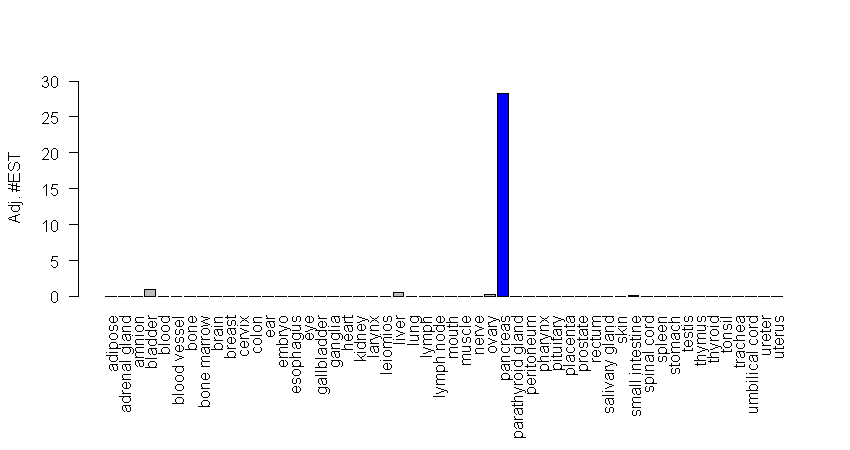 Adj. #EST
30
25
20
15
10
5
0
adipose
adrenal gland
amnion
bladder
blood
blood vessel
bone
bone marrow
brain
breast
cervix
colon
ear
embryo
esophagus
eye
gallbladder
ganglia
heart
kidney
larynx
leiomios
liver
lung
lymph
lymph node
mouth
muscle
nerve
ovary
pancreas
parathyroid gland
peritoneum
pharynx
pituitary
placenta
prostate
rectum
salivary gland
skin
small intestine
spinal cord
spleen
stomach
testis
thymus
thyroid
tonsil
trachea
umbilical cord
ureter
uterus